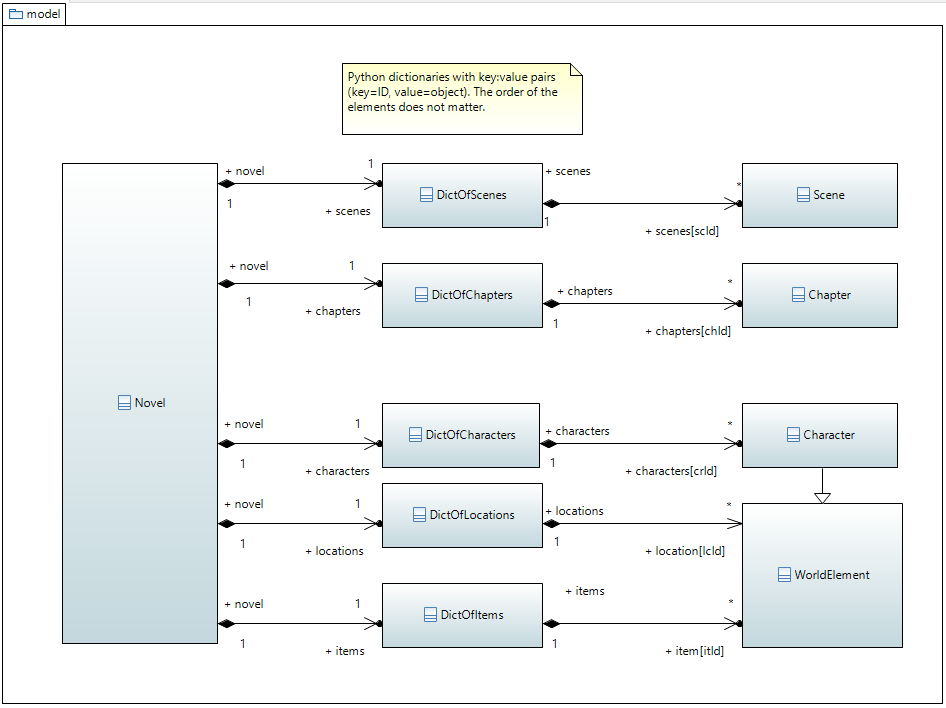 model
Python dictionaries with key:value pairs
(key=ID, value=object). The order of the
elements does not matter.
+ novel
1
1
+ scenes
DictOfScenes
+ scenes
1
*
+ scenes[scId]
Scene
+ novel
1
1
+ chapters
DictOfChapters
+ chapters
1
*
+ chapters[chId]
Chapter
Novel
+ novel
1
1
+ characters
DictOfCharacters
+ characters
1
*
+ characters[crId]
Character
+ novel
1
1
+ locations
DictOfLocations
+ locations
1
*
+ location[lcId]
WorldElement
+ novel
1
1
+ items
DictOfItems
+ items
1
*
+ item[itId]